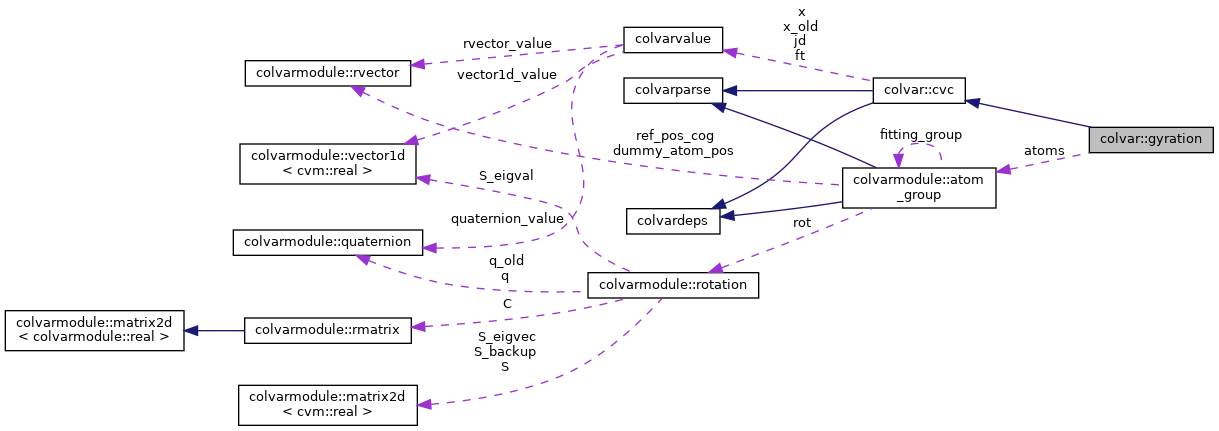 x
x_old
jd
ft
colvarvalue
rvector_value
colvarmodule::rvector
vector1d_value
colvarparse
colvar::cvc
ref_pos_cog
dummy_atom_pos
fitting_group
colvar::gyration
atoms
colvarmodule::vector1d
< cvm::real >
S_eigval
colvarmodule::atom
_group
quaternion_value
colvardeps
rot
colvarmodule::quaternion
q_old
q
colvarmodule::rotation
C
colvarmodule::matrix2d
< colvarmodule::real >
colvarmodule::rmatrix
S_eigvec
S_backup
S
colvarmodule::matrix2d
< cvm::real >